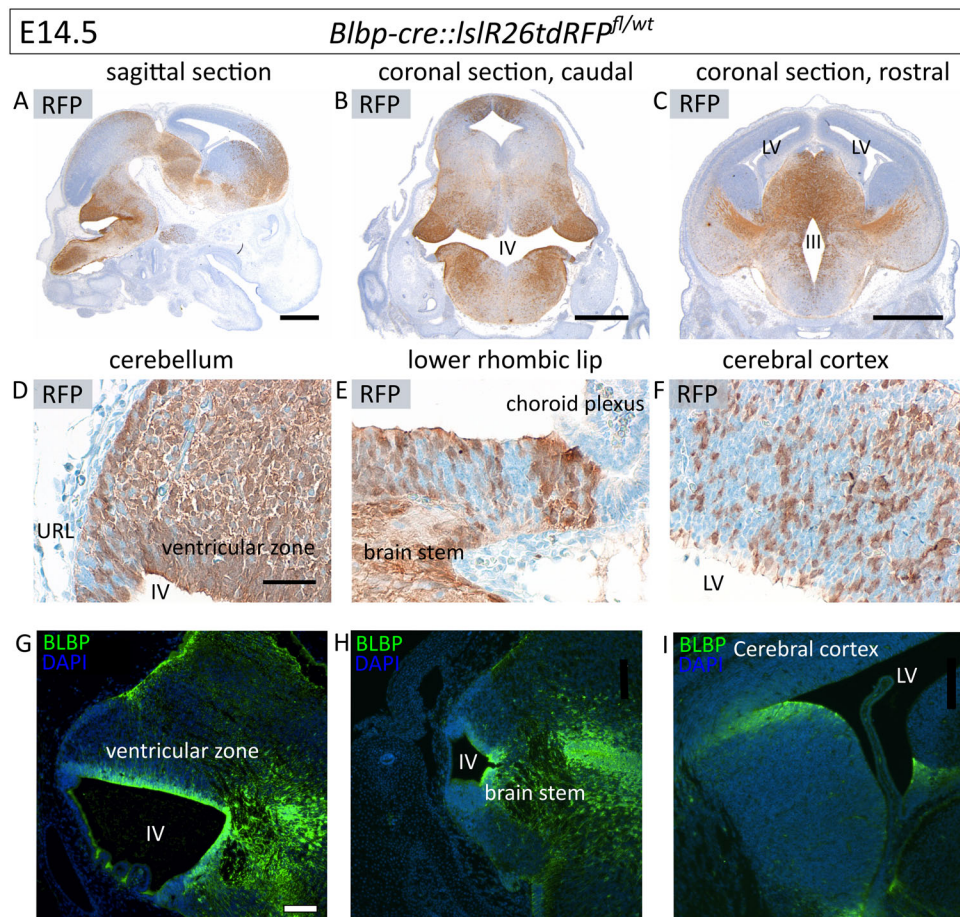 E14.5
Blbp-cre::lslR26tdRFP^fl/wt
sagittal section
coronal section, caudal
coronal section, rostral
A RFP
B RFP
C RFP
LV LV
IV
III
cerebellum
lower rhombic lip
cerebral cortex
D RFP
E RFP
F RFP
choroid plexus
URL
ventricular zone
IV
brain stem
LV
G BLBP
DAPI
H BLBP
DAPI
I BLBP
DAPI
Cerebral cortex
LV
ventricular zone
IV
IV
brain stem